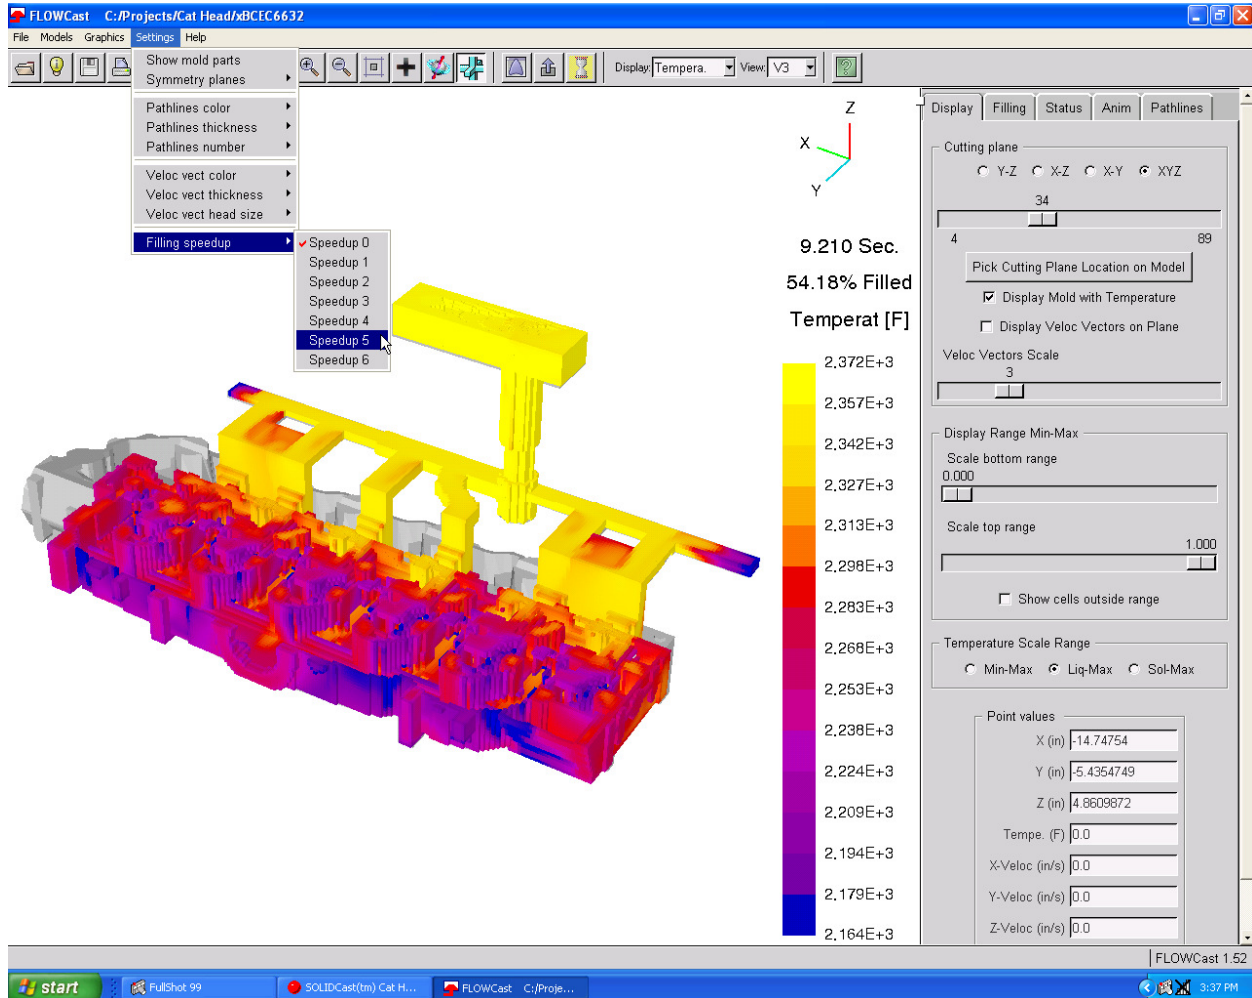 FLOWCast C:/Projects/Cat Head/xBCEC6632
File Models Graphics Settings Help
Display: Tempera. View: V3
Show mold parts
Symmetry planes
Pathlines color
Pathlines thickness
Pathlines number
Veloc vect color
Veloc vect thickness
Veloc vect head size
Filling speedup
Speedup 0
Speedup 1
Speedup 2
Speedup 3
Speedup 4
Speedup 5
Speedup 6
Z
X
Y
9.210 Sec.
54.18% Filled
Temperat [F]
2.372E+3
2.357E+3
2.342E+3
2.327E+3
2.313E+3
2.298E+3
2.283E+3
2.268E+3
2.253E+3
2.238E+3
2.224E+3
2.209E+3
2.194E+3
2.179E+3
2.164E+3
Display Filling Status Anim Pathlines
Cutting plane
Y-Z X-Z X-Y XYZ
34
4 89
Pick Cutting Plane Location on Model
Display Mold with Temperature
Display Veloc Vectors on Plane
Veloc Vectors Scale
3
Display Range Min-Max
Scale bottom range
0.000
Scale top range
1.000
Show cells outside range
Temperature Scale Range
Min-Max Liq-Max Sol-Max
Point values
X (in) -14.74754
Y (in) -5.4354749
Z (in) 4.8609872
Tempe. (F) 0.0
X-Veloc (in/s) 0.0
Y-Veloc (in/s) 0.0
Z-Veloc (in/s) 0.0
FLOWCast 1.52
start FullShot 99 SOLIDCast(tm) Cat H... FLOWCast C:/Proje... 3:37 PM